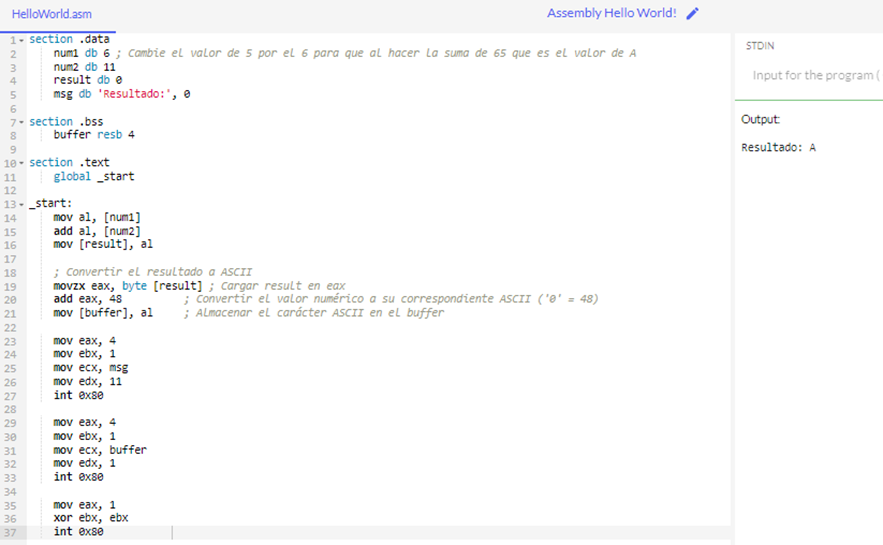 HelloWorld.asm
Assembly Hello World!
1 section .data
2 num1 db 6 ; Cambie el valor de 5 por el 6 para que al hacer la suma de 65 que es el valor de A
3 num2 db 11
4 result db 0
5 msg db 'Resultado:', 0
6
7 section .bss
8 buffer resb 4
9
10 section .text
11 global _start
12
13 _start:
14 mov al, [num1]
15 add al, [num2]
16 mov [result], al
17
18 ; Convertir el resultado a ASCII
19 movzx eax, byte [result] ; Cargar result en eax
20 add eax, 48 ; Convertir el valor numérico a su correspondiente ASCII ('0' = 48)
21 mov [buffer], al ; Almacenar el carácter ASCII en el buffer
22
23 mov eax, 4
24 mov ebx, 1
25 mov ecx, msg
26 mov edx, 11
27 int 0x80
28
29 mov eax, 4
30 mov ebx, 1
31 mov ecx, buffer
32 mov edx, 1
33 int 0x80
34
35 mov eax, 1
36 xor ebx, ebx
37 int 0x80
STDIN
Input for the program (
Output:
Resultado: A